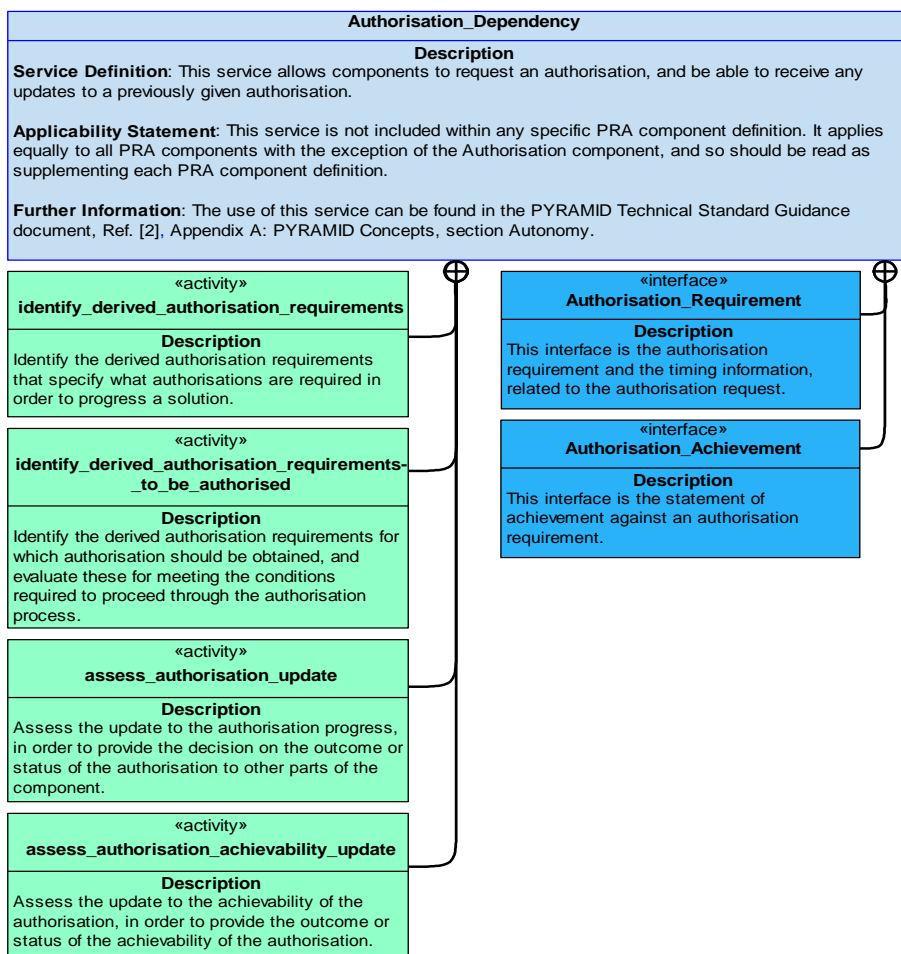 Authorisation_Dependency
Description
Service Definition: This service allows components to request an authorisation, and be able to receive any
updates to a previously given authorisation.
Applicability Statement: This service is not included within any specific PRA component definition. It applies
equally to all PRA components with the exception of the Authorisation component, and so should be read as
supplementing each PRA component definition.
Further Information: The use of this service can be found in the PYRAMID Technical Standard Guidance
document, Ref. [2], Appendix A: PYRAMID Concepts, section Autonomy.
«activity»
identify_derived_authorisation_requirements
Description
Identify the derived authorisation requirements
that specify what authorisations are required in
order to progress a solution.
«activity»
identify_derived_authorisation_requirements-
_to_be_authorised
Description
Identify the derived authorisation requirements for
which authorisation should be obtained, and
evaluate these for meeting the conditions
required to proceed through the authorisation
process.
«activity»
assess_authorisation_update
Description
Assess the update to the authorisation progress,
in order to provide the decision on the outcome or
status of the authorisation to other parts of the
component.
«activity»
assess_authorisation_achievability_update
Description
Assess the update to the achievability of the
authorisation, in order to provide the outcome or
status of the achievability of the authorisation.
«interface»
Authorisation_Requirement
Description
This interface is the authorisation
requirement and the timing information,
related to the authorisation request.
«interface»
Authorisation_Achievement
Description
This interface is the statement of
achievement against an authorisation
requirement.